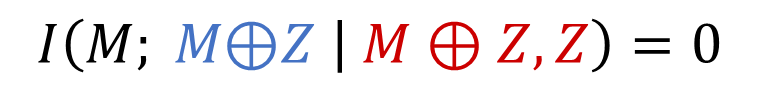 I(M; M⊕Z | M ⊕ Z, Z) = 0